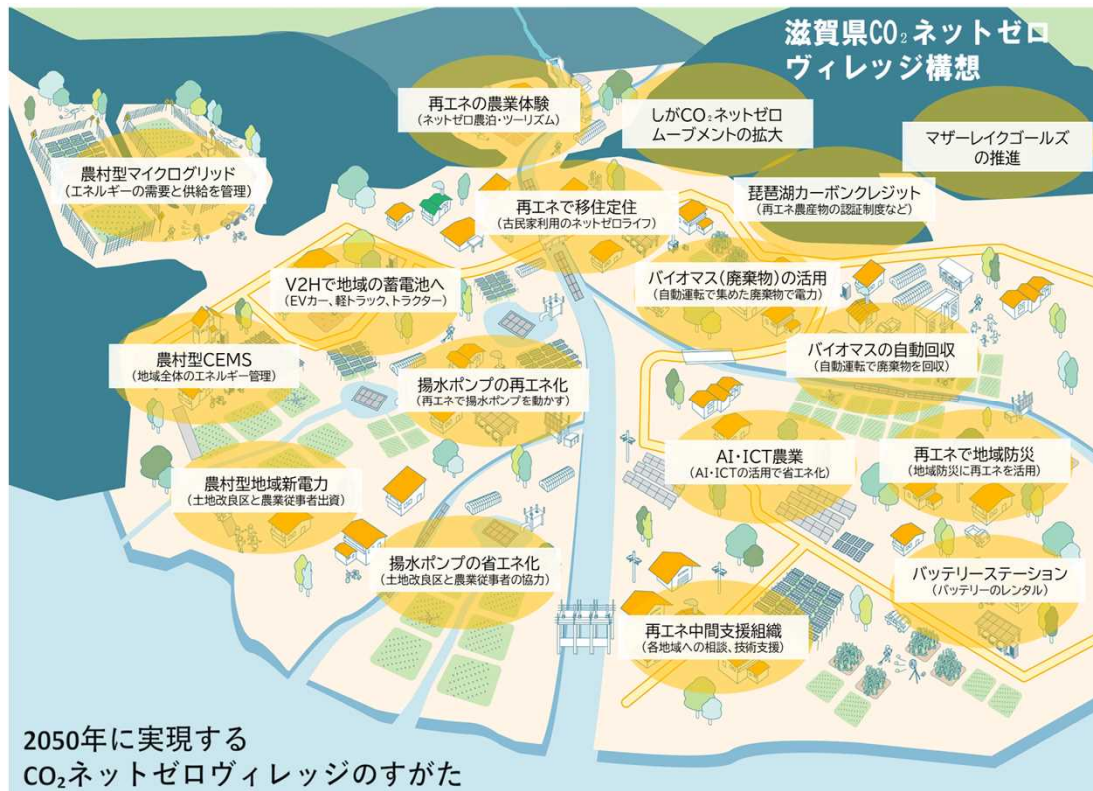 滋賀県CO₂ネットゼロ
ヴィレッジ構想
再エネの農業体験
(ネットゼロ農泊・ツーリズム)
しがCO₂ネットゼロ
ムーブメントの拡大
マザーレイクゴールズ
の推進
農村型マイクログリッド
(エネルギーの需要と供給を管理)
再エネで移住定住
(古民家利用のネットゼロライフ)
琵琶湖カーボンクレジット
(再エネ農産物の認証制度など)
V2Hで地域の蓄電池へ
(EVカー、軽トラック、トラクター)
バイオマス(廃棄物)の活用
(自動運転で集めた廃棄物で電力)
農村型CEMS
(地域全体のエネルギー管理)
揚水ポンプの再エネ化
(再エネで揚水ポンプを動かす)
バイオマスの自動回収
(自動運転で廃棄物を回収)
農村型地域新電力
(土地改良区と農業従事者出資)
AI・ICT農業
(AI・ICTの活用で省エネ化)
再エネで地域防災
(地域防災に再エネを活用)
揚水ポンプの省エネ化
(土地改良区と農業従事者の協力)
バッテリーステーション
(バッテリーのレンタル)
再エネ中間支援組織
(各地域への相談、技術支援)
2050年に実現する
CO₂ネットゼロヴィレッジのすがた